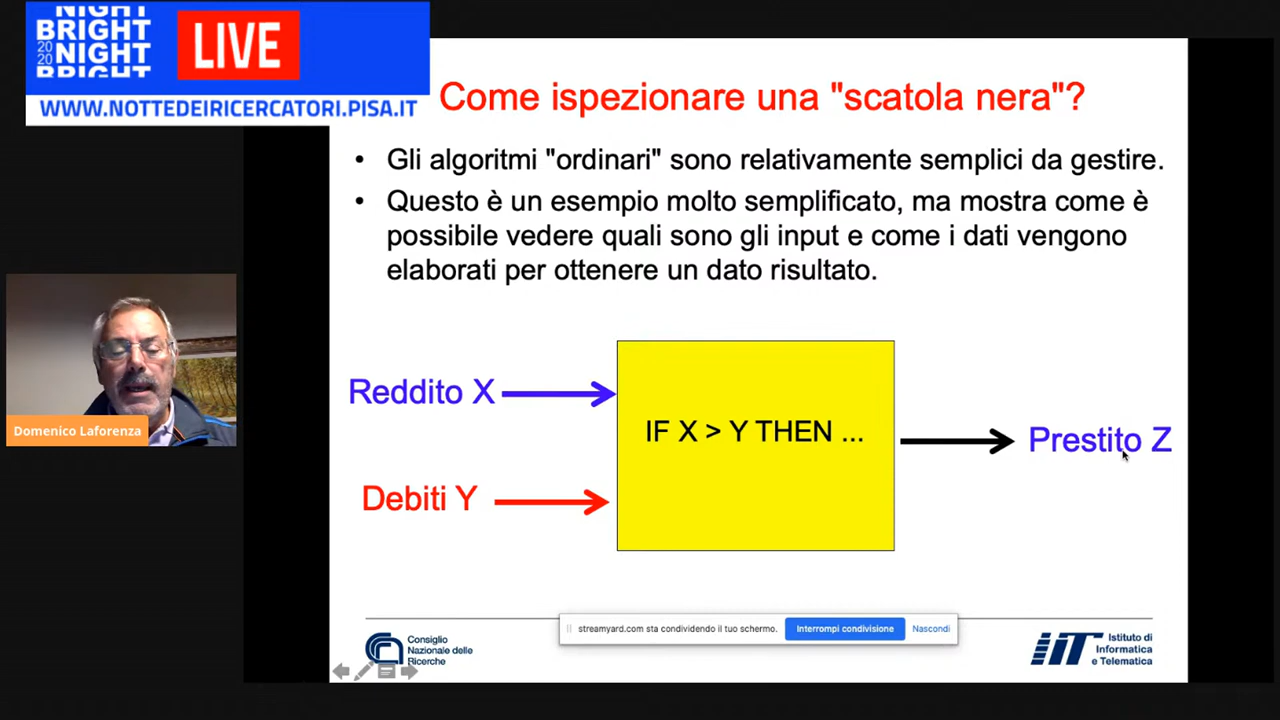 NIGHT
BRIGHT
2020
NIGHT
BRIGHT
LIVE
WWW.NOTTEDEIRICERCATORI.PISA.IT
Come ispezionare una "scatola nera"?
• Gli algoritmi "ordinari" sono relativamente semplici da gestire.
• Questo è un esempio molto semplificato, ma mostra come è
possibile vedere quali sono gli input e come i dati vengono
elaborati per ottenere un dato risultato.
Reddito X
IF X > Y THEN ...
Prestito Z
Debiti Y
Domenico Laforenza
streamyard.com sta condividendo il tuo schermo.
Interrompi condivisione
Nascondi
Consiglio
Nazionale delle
Ricerche
IIT
Istituto di
Informatica
e Telematica